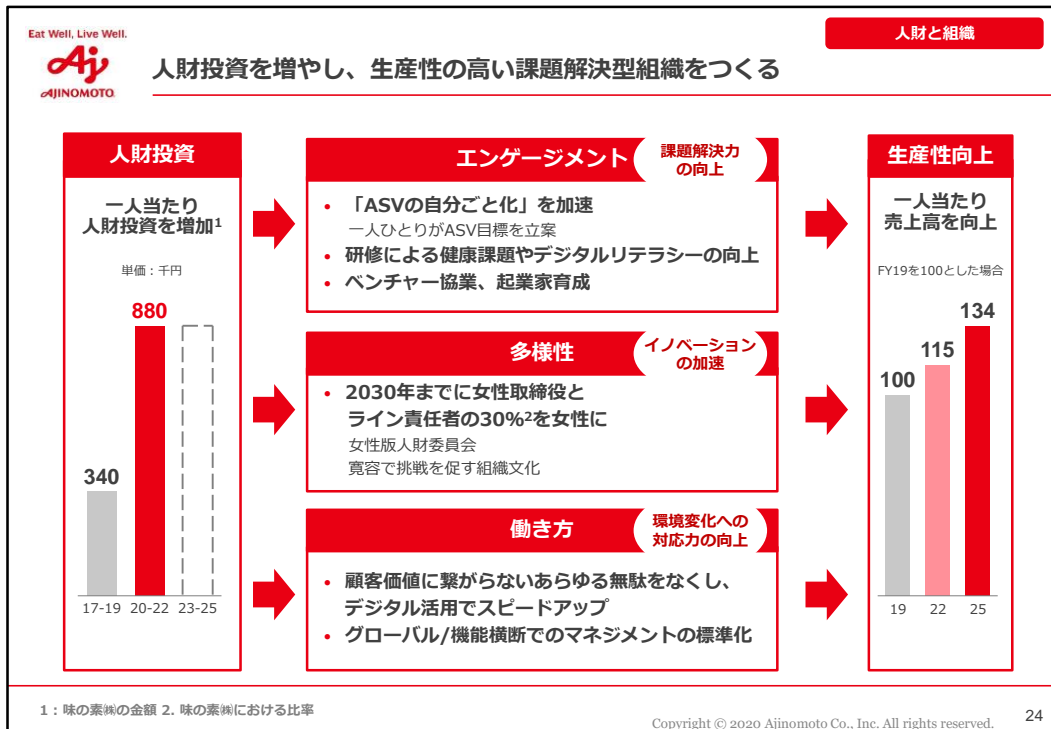 Eat Well, Live Well.
Aj
AJINOMOTO
人財と組織
人財投資を増やし、生産性の高い課題解決型組織をつくる
人財投資
一人当たり
人財投資を増加1
単価：千円
880
340
17-19 20-22 23-25
エンゲージメント
課題解決力
の向上
• 「ASVの自分ごと化」を加速
一人ひとりがASV目標を立案
• 研修による健康課題やデジタルリテラシーの向上
• ベンチャー協業、起業家育成
多様性
イノベーション
の加速
• 2030年までに女性取締役と
ライン責任者の30%2を女性に
女性版人財委員会
寛容で挑戦を促す組織文化
働き方
環境変化への
対応力の向上
• 顧客価値に繋がらないあらゆる無駄をなくし、
デジタル活用でスピードアップ
• グローバル/機能横断でのマネジメントの標準化
生産性向上
一人当たり
売上高を向上
FY19を100とした場合
134
115
100
19 22 25
1：味の素㈱の金額 2. 味の素㈱における比率
Copyright © 2020 Ajinomoto Co., Inc. All rights reserved.
24